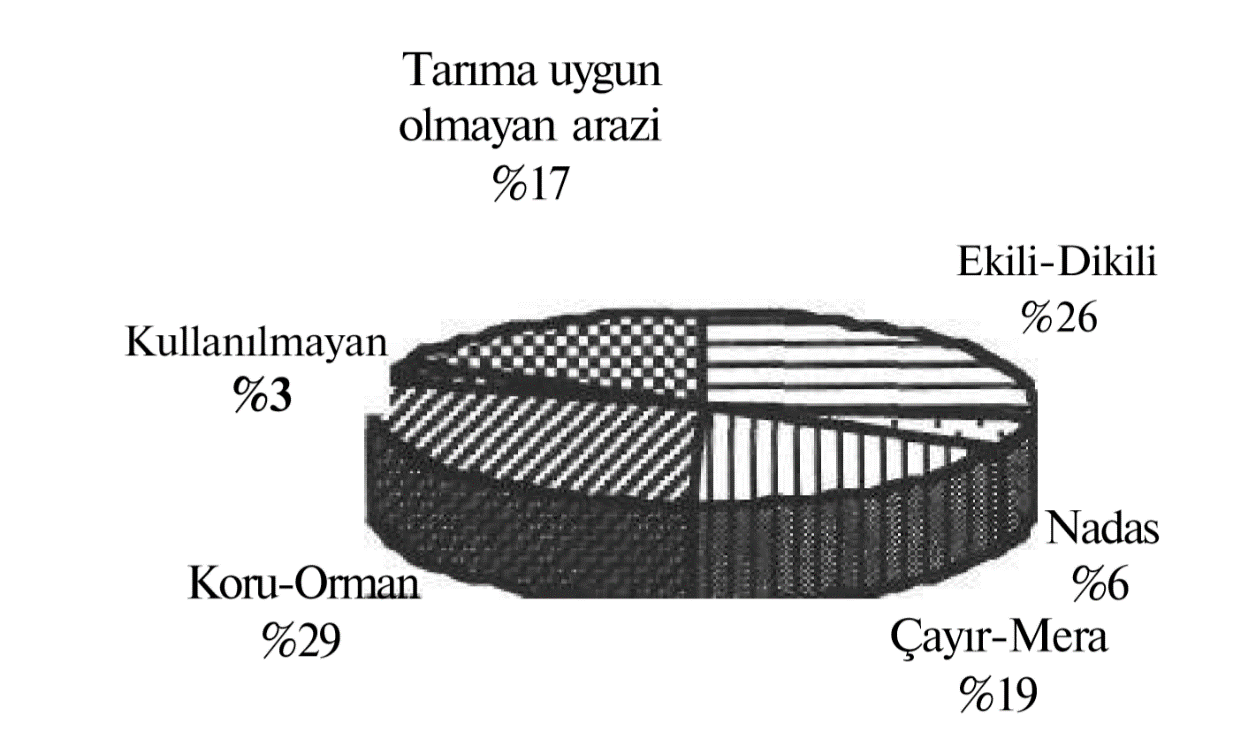 Tarıma uygun
olmayan arazi
%17
Ekili-Dikili
%26
Kullanılmayan
%3
Nadas
%6
Koru-Orman
%29
Çayır-Mera
%19